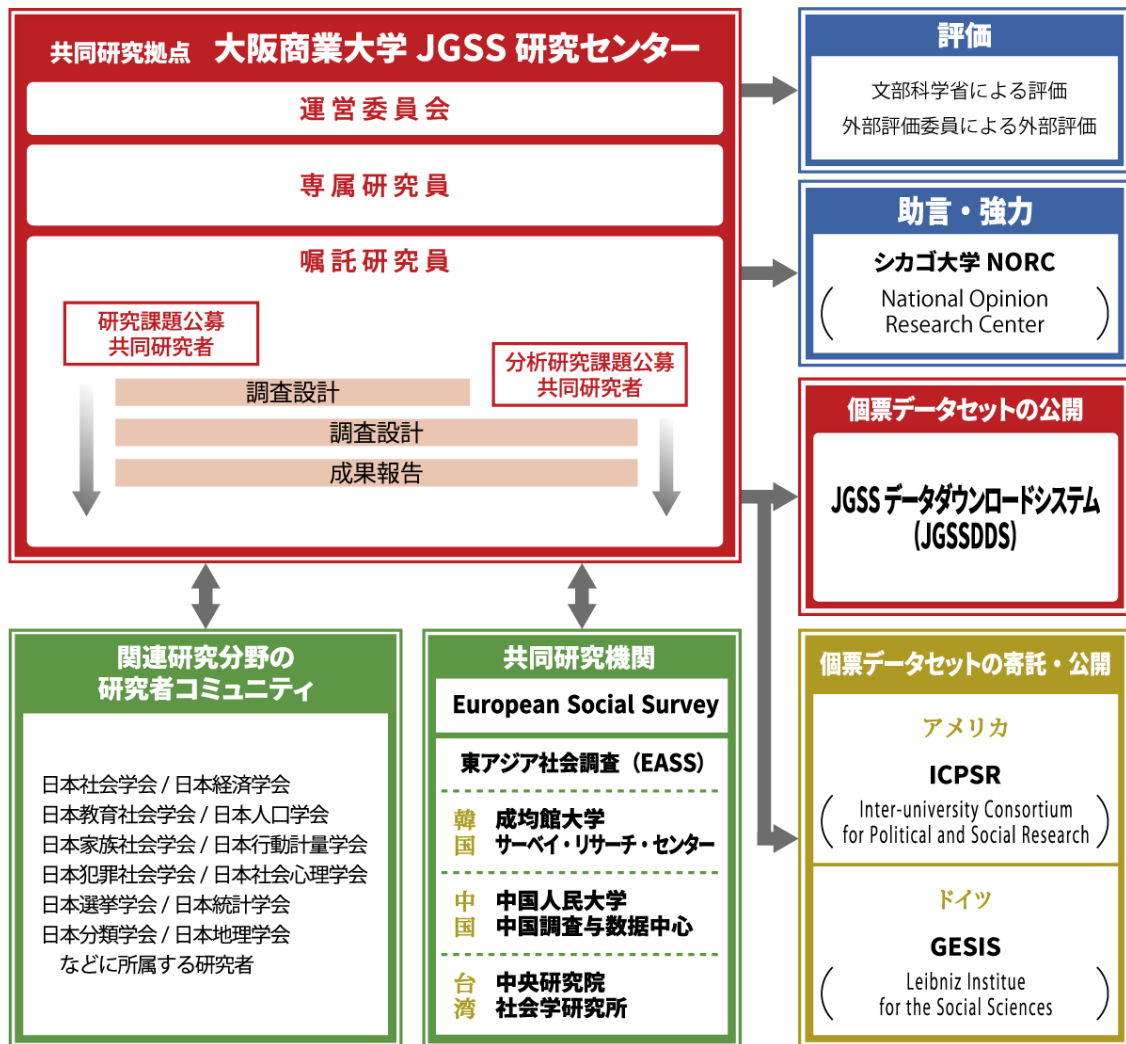 共同研究拠点 大阪商業大学 JGSS 研究センター
運営委員会
専属研究員
嘱託研究員
研究課題公募
共同研究者
分析研究課題公募
共同研究者
調査設計
調査設計
成果報告
評価
文部科学省による評価
外部評価委員による外部評価
助言・強力
シカゴ大学 NORC
(National Opinion
Research Center)
個票データセットの公開
JGSS データダウンロードシステム
(JGSSDDS)
関連研究分野の
研究者コミュニティ
日本社会学会 / 日本経済学会
日本教育社会学会 / 日本人口学会
日本家族社会学会 / 日本行動計量学会
日本犯罪社会学会 / 日本社会心理学会
日本選挙学会 / 日本統計学会
日本分類学会 / 日本地理学会
などに所属する研究者
共同研究機関
European Social Survey
東アジア社会調査（EASS）
韓国
成均館大学
サーベイ・リサーチ・センター
中国
中国人民大学
中国調査与数据中心
台湾
中央研究院
社会学研究所
個票データセットの寄託・公開
アメリカ
ICPSR
(Inter-university Consortium
for Political and Social Research)
ドイツ
GESIS
(Leibniz Institue
for the Social Sciences)